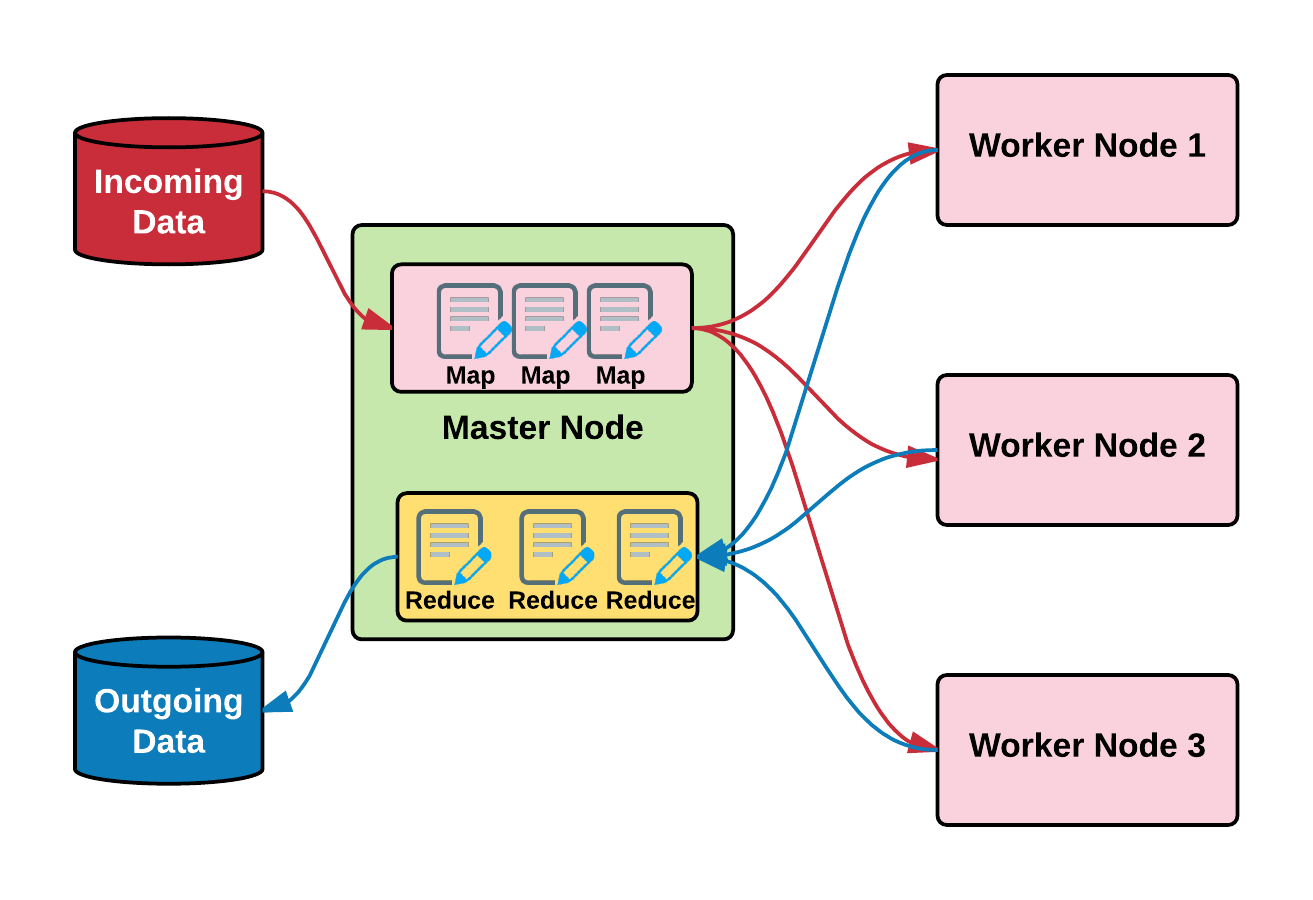 Incoming
Data
Map Map Map
Master Node
Reduce Reduce Reduce
Outgoing
Data
Worker Node 1
Worker Node 2
Worker Node 3